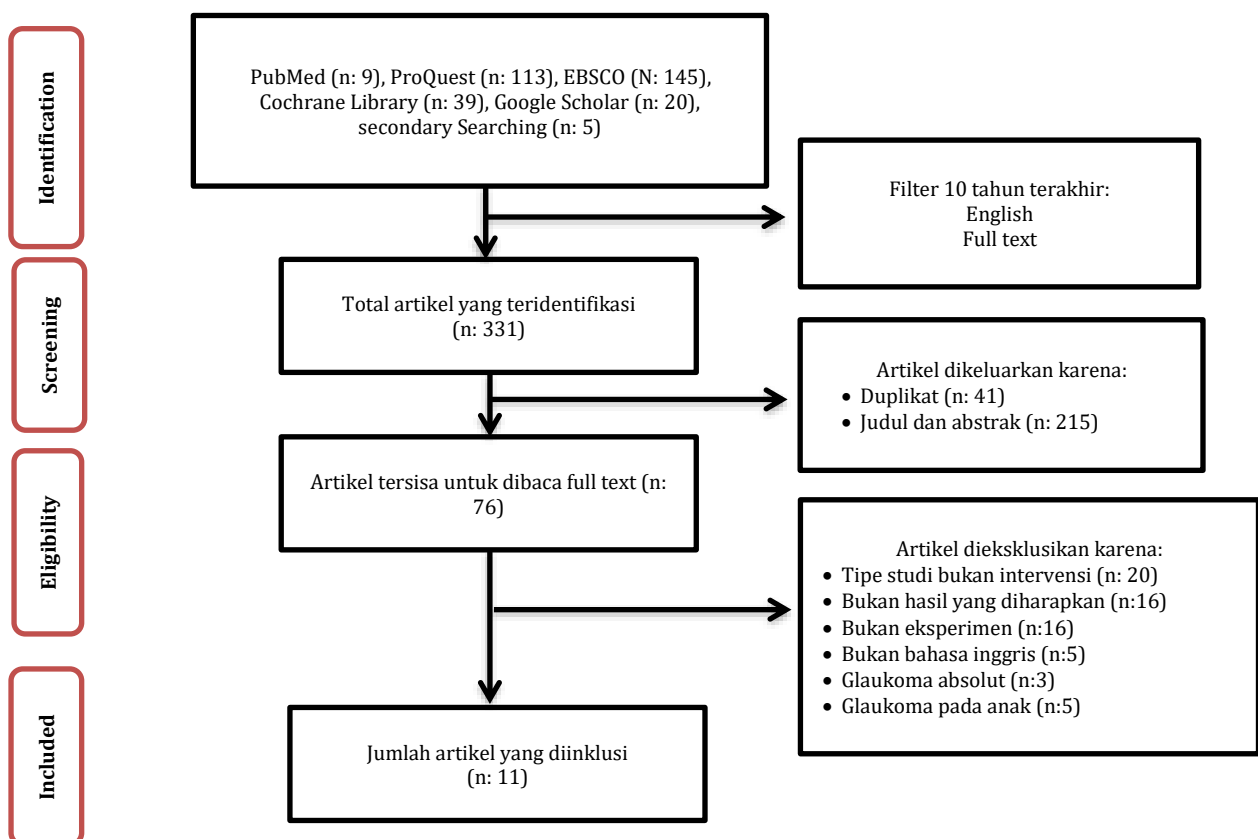 Identification
PubMed (n: 9), ProQuest (n: 113), EBSCO (N: 145),
Cochrane Library (n: 39), Google Scholar (n: 20),
secondary Searching (n: 5)
Filter 10 tahun terakhir:
English
Full text
Screening
Total artikel yang teridentifikasi
(n: 331)
Artikel dikeluarkan karena:
• Duplikat (n: 41)
• Judul dan abstrak (n: 215)
Eligibility
Artikel tersisa untuk dibaca full text (n:
76)
Artikel dieksklusikan karena:
• Tipe studi bukan intervensi (n: 20)
• Bukan hasil yang diharapkan (n:16)
• Bukan eksperimen (n:16)
• Bukan bahasa inggris (n:5)
• Glaukoma absolut (n:3)
• Glaukoma pada anak (n:5)
Included
Jumlah artikel yang diinklusi
(n: 11)